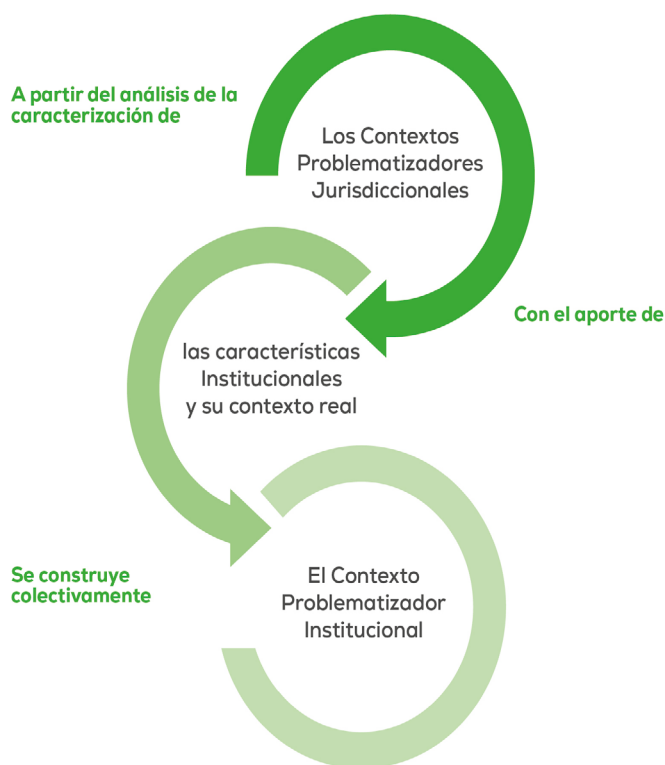 A partir del análisis de la
caracterización de
Los Contextos
Problematizadores
Jurisdiccionales
Con el aporte de
las características
Institucionales
y su contexto real
Se construye
colectivamente
El Contexto
Problematizador
Institucional